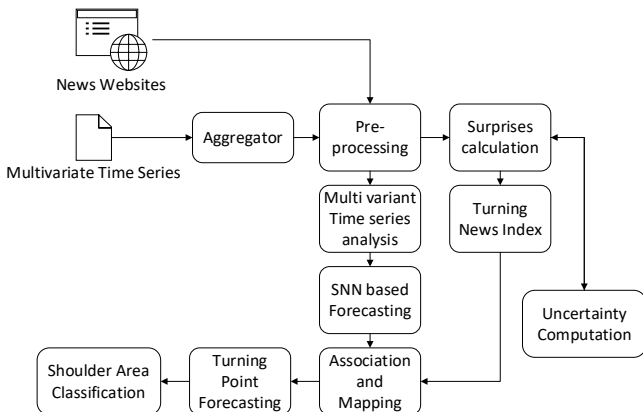 News Websites
Multivariate Time Series
Aggregator
Pre-
processing
Surprises
calculation
Multi variant
Time series
analysis
Turning
News Index
SNN based
Forecasting
Uncertainty
Computation
Shoulder Area
Classification
Turning
Point
Forecasting
Association
and
Mapping